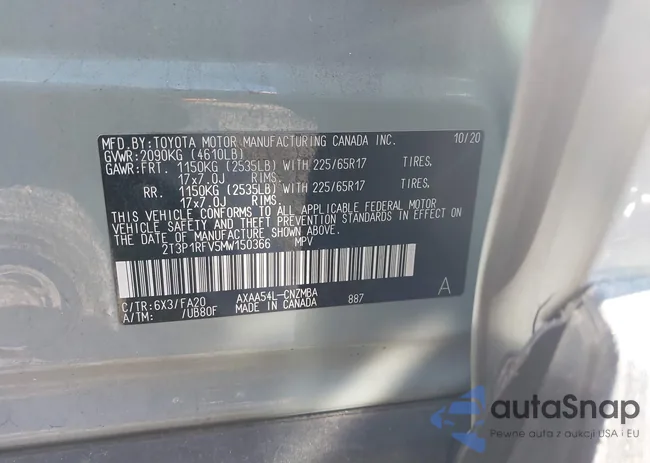 MFD.BY:TOYOTA MOTOR MANUFACTURING CANADA INC. 10/20
GVWR:2090KG (4610LB)
GAWR:FRT. 1150KG (2535LB) WITH 225/65R17 TIRES.
17x7.0J RIMS.
RR. 1150KG (2535LB) WITH 225/65R17 TIRES.
17x7.0J RIMS.
THIS VEHICLE CONFORMS TO ALL APPLICABLE FEDERAL MOTOR
VEHICLE SAFETY AND THEFT PREVENTION STANDARDS IN EFFECT ON
THE DATE OF MANUFACTURE SHOWN ABOVE.
2T3P1RFV5MW150366 MPV
C/TR:6X3/FA20 AXAA54L-CNZMBA
A/TM: /UB80F MADE IN CANADA 887 A
autaSnap
Pewne auta z aukcji USA i EU